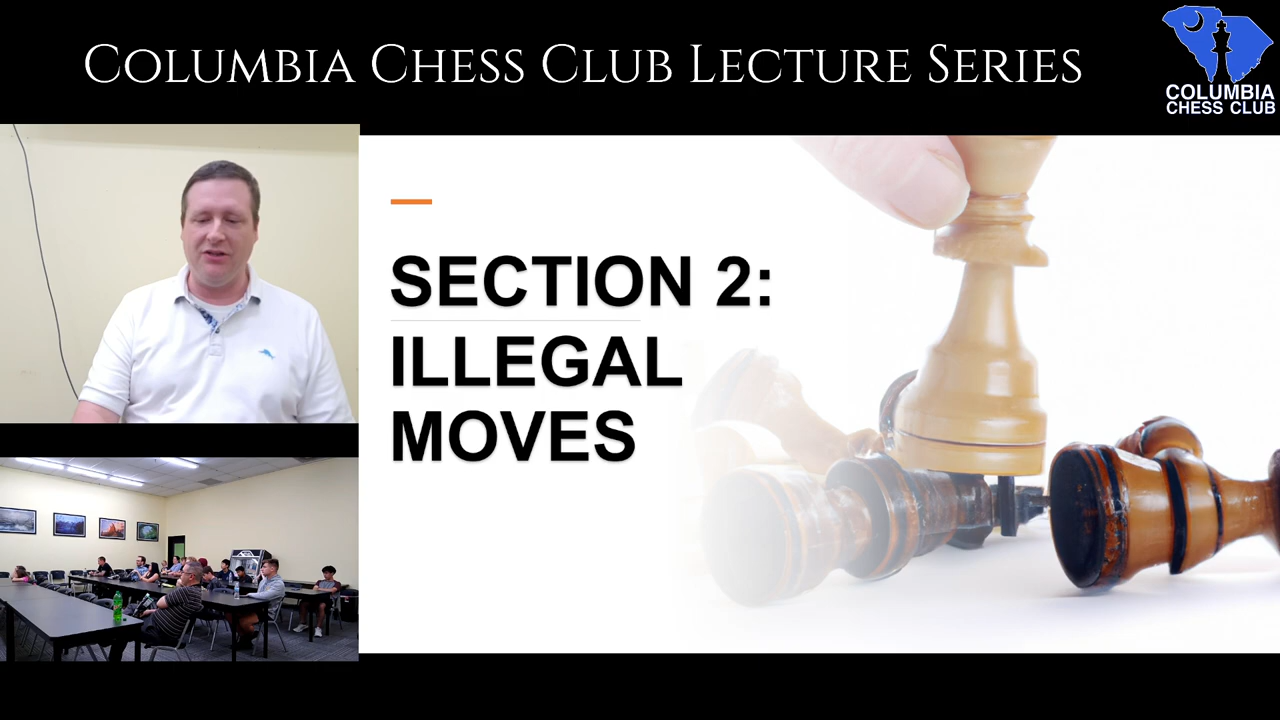 COLUMBIA CHESS CLUB LECTURE SERIES
COLUMBIA
CHESS CLUB
SECTION 2:
ILLEGAL
MOVES